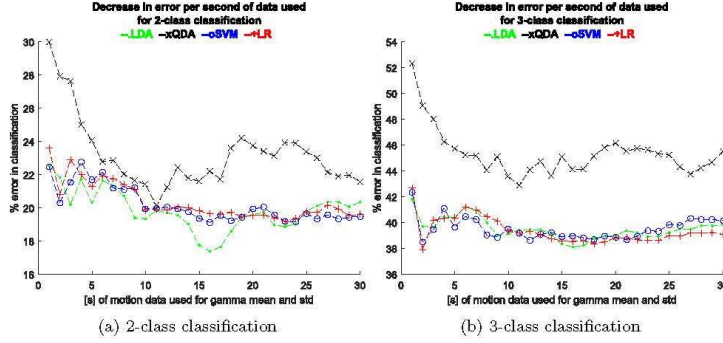 Decrease in error per second of data used
for 2-class classification
--.LDA --xQDA --oSVM --+LR
30
28
26
24
22
20
18
16
% error in classification
0 5 10 15 20 25 30
[s] of motion data used for gamma mean and std
(a) 2-class classification
Decrease in error per second of data used
for 3-class classification
--.LDA --xQDA --oSVM --+LR
54
52
50
48
46
44
42
40
38
36
% error in classification
0 5 10 15 20 25 30
[s] of motion data used for gamma mean and std
(b) 3-class classification